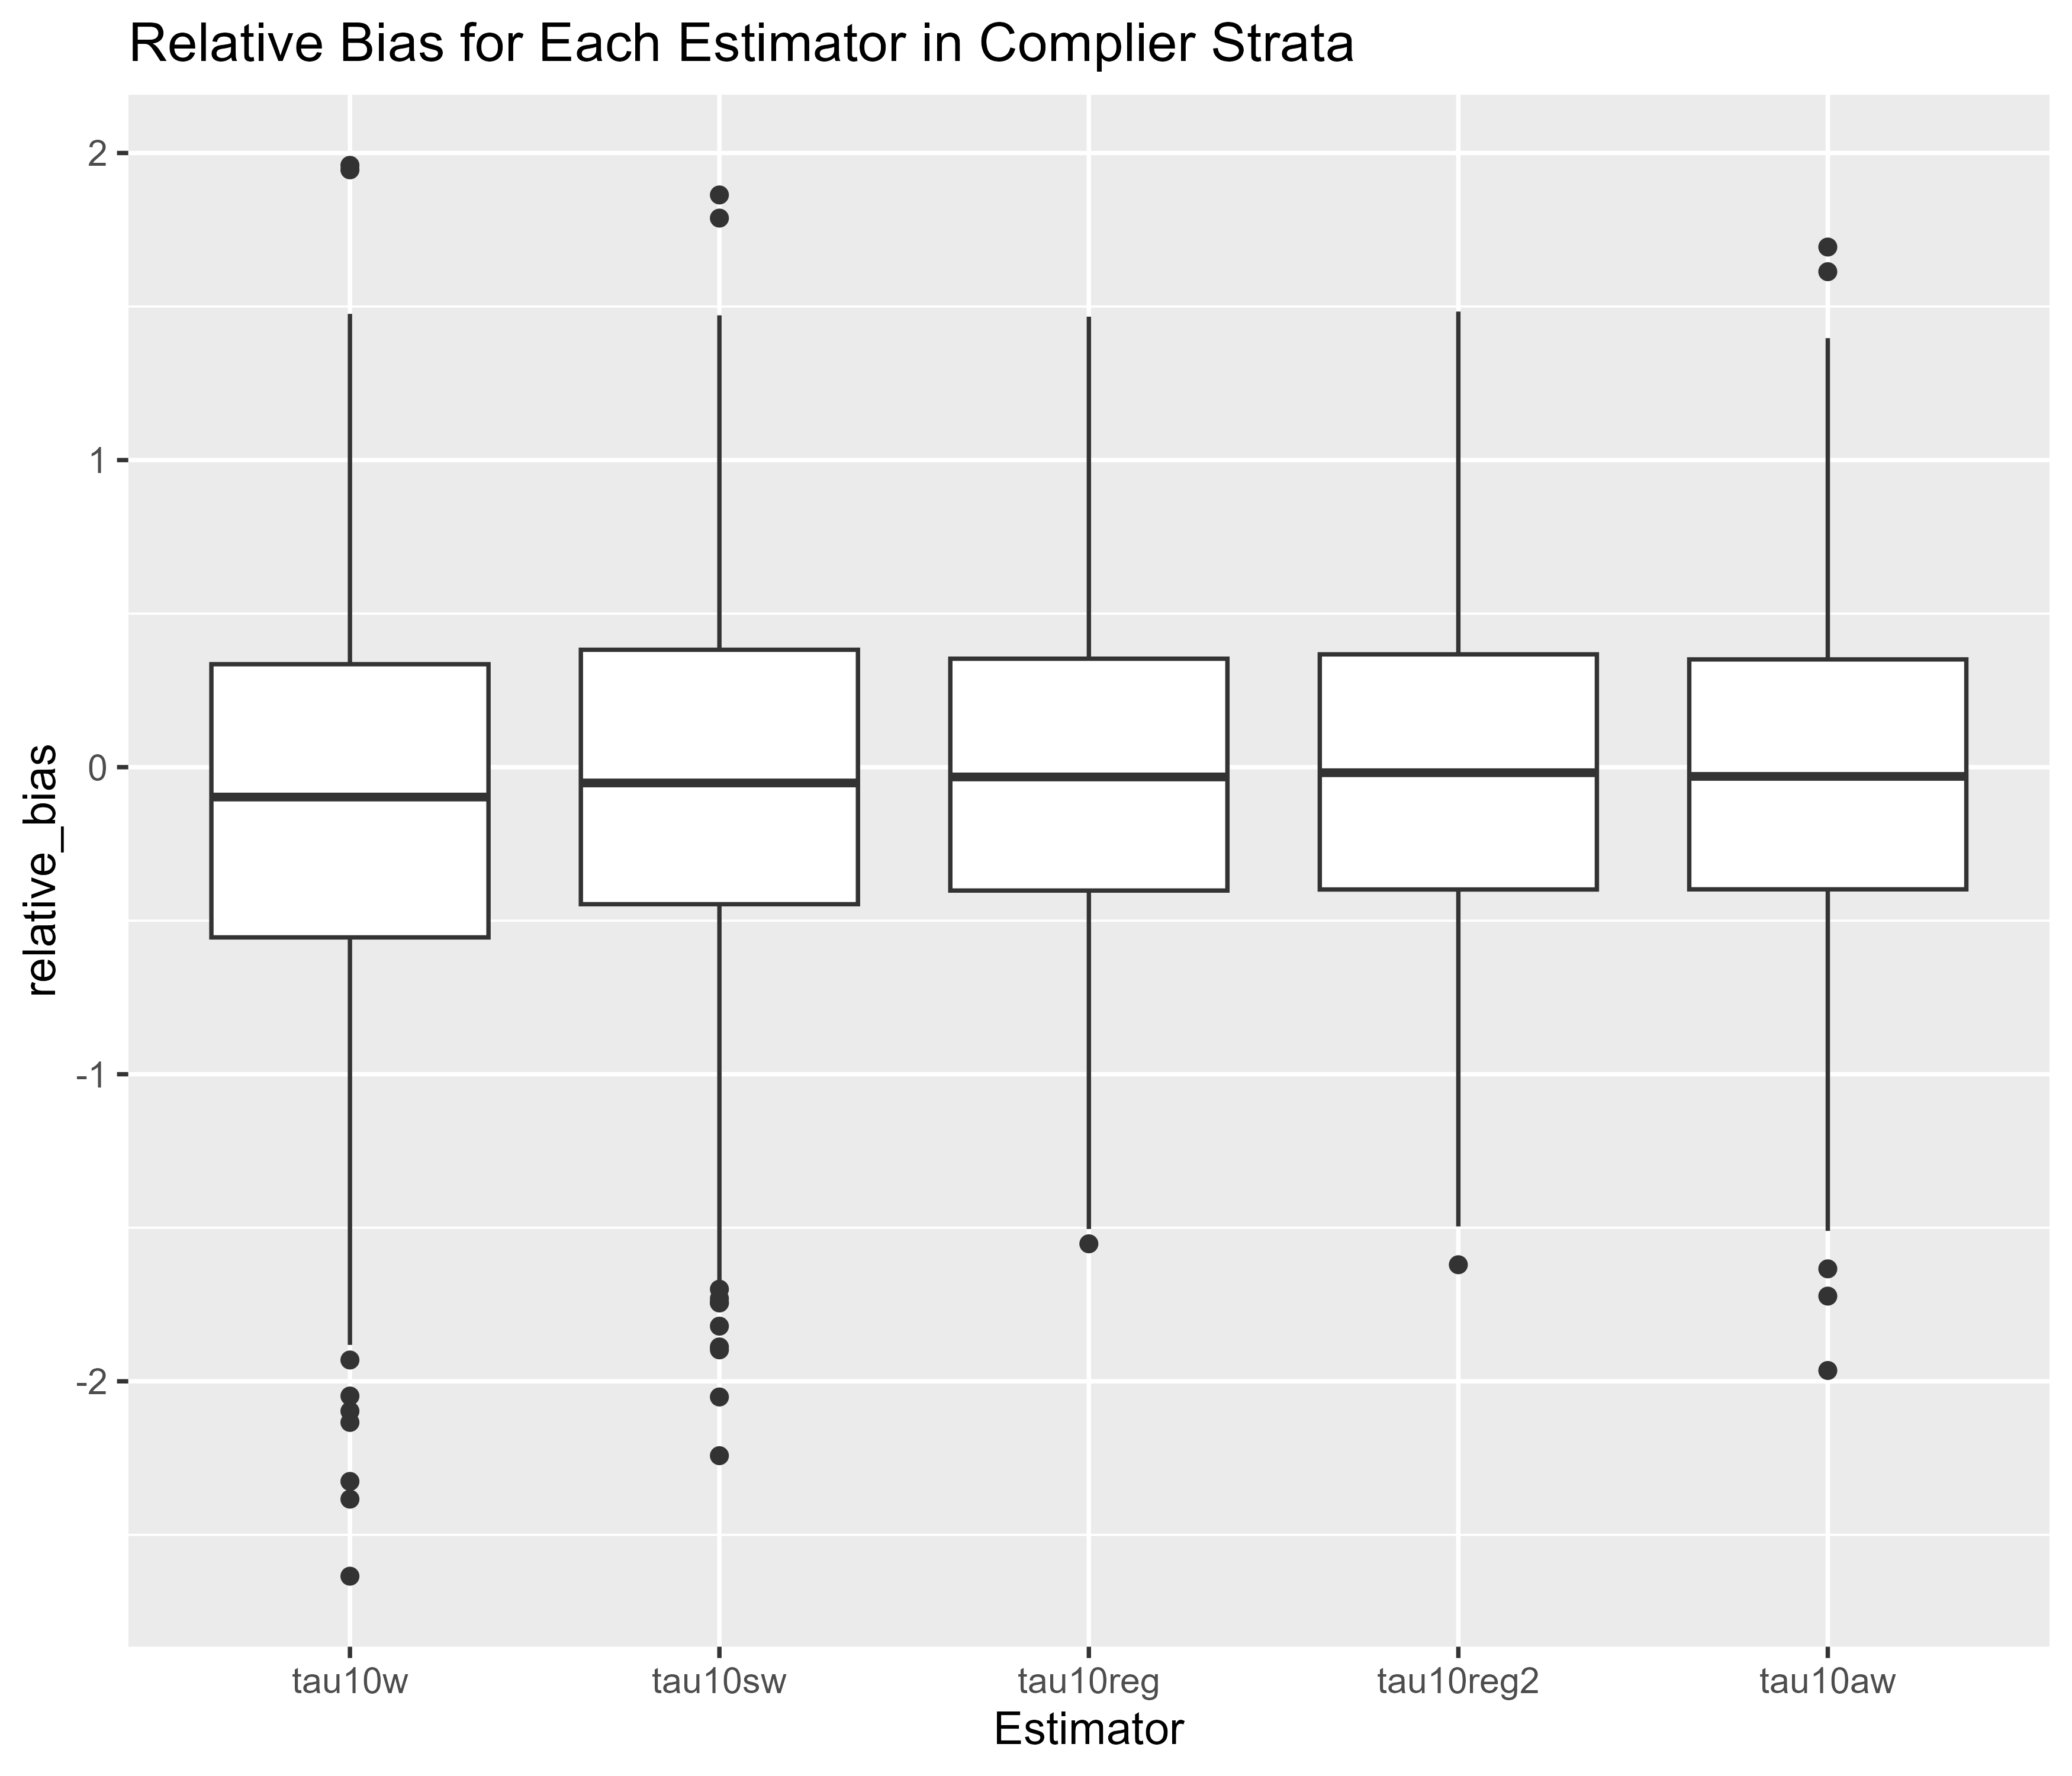 Relative Bias for Each Estimator in Complier Strata
relative_bias
2
1
0
-1
-2
tau10w tau10sw tau10reg tau10reg2 tau10aw
Estimator